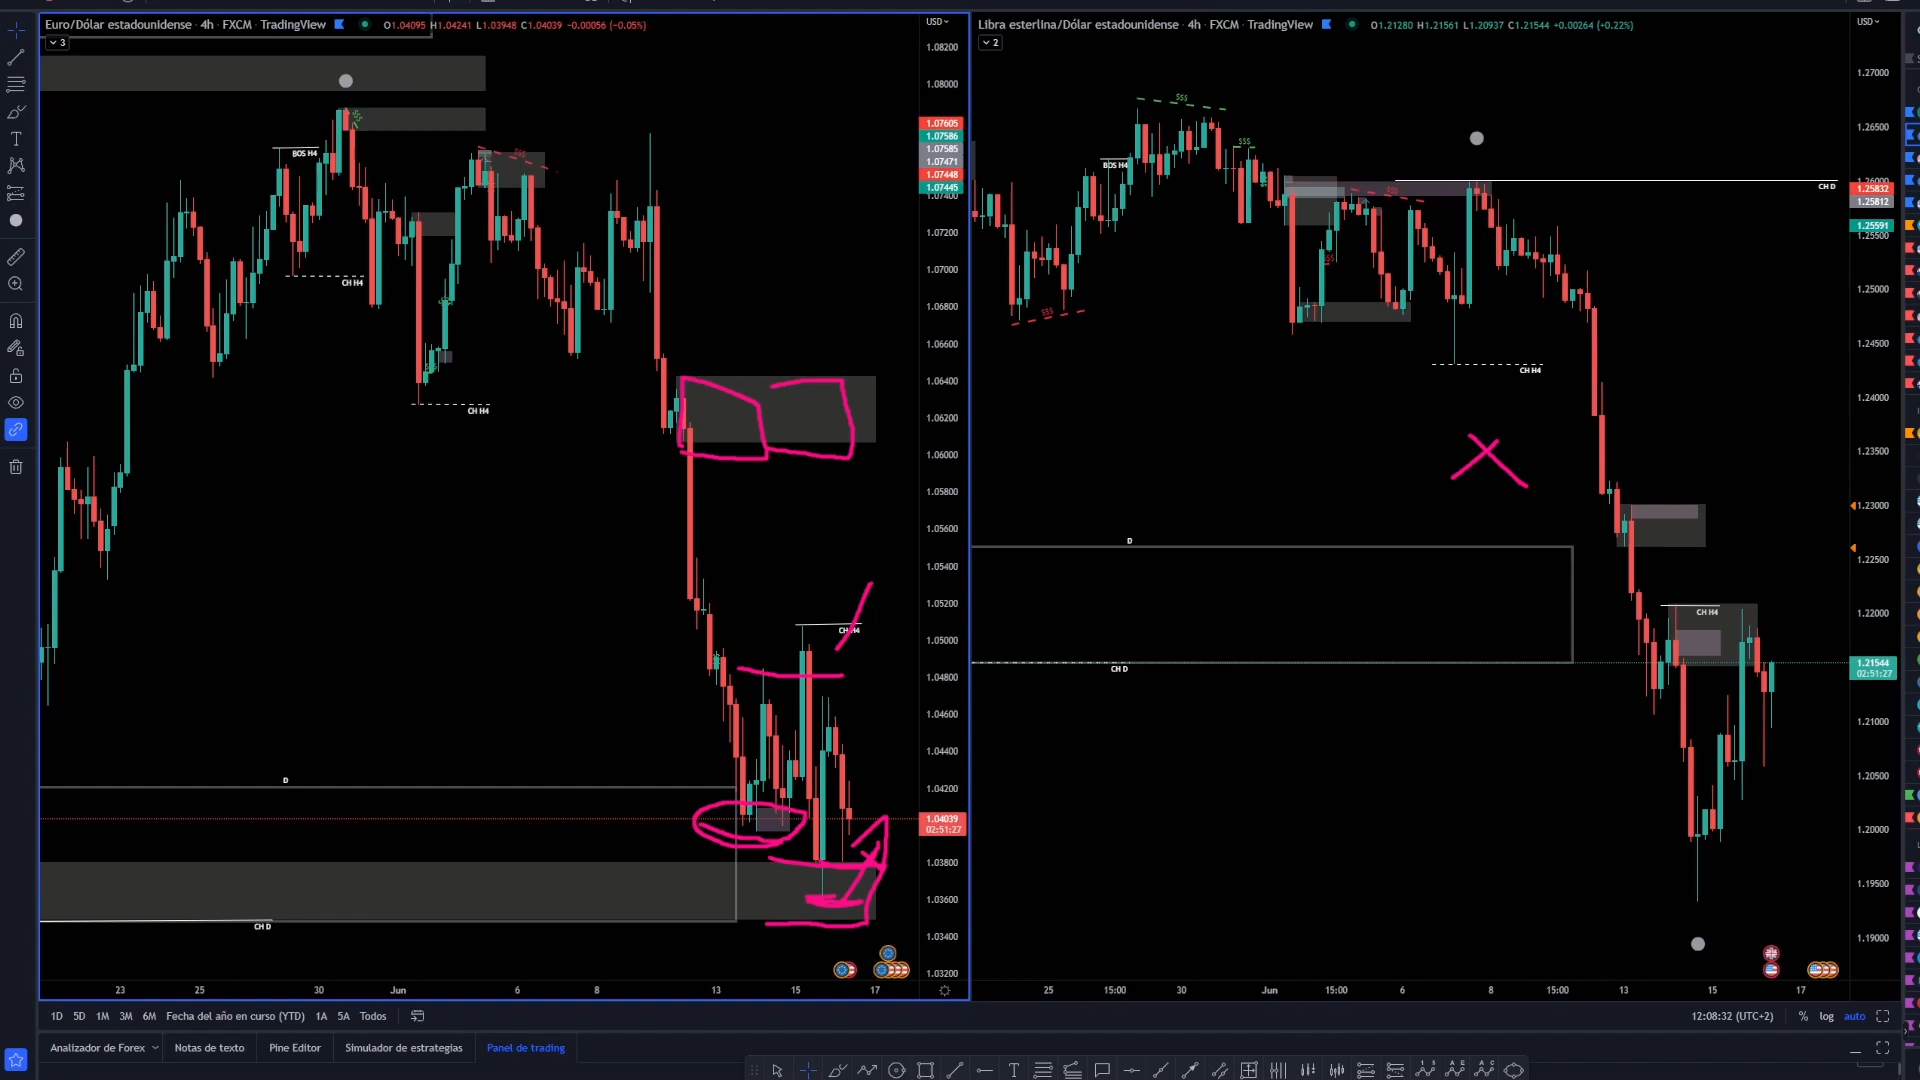 Euro/Dólar estadounidense · 4h · FXCM · TradingView O1.04095 H1.04241 L1.03948 C1.04039 -0.00056 (-0.05%)
3
USD
1.08200
1.08000
1.07605
1.07586
1.07585
1.07471
1.07448
1.07445
1.07400
1.07200
1.07000
1.06800
1.06600
1.06400
1.06200
1.06000
1.05800
1.05600
1.05400
1.05200
1.05000
1.04800
1.04600
1.04400
1.04200
1.04039
02:51:27
1.03800
1.03600
1.03400
1.03200
BOS H4
CH H4
CH H4
CH H4
$$$
D
CH D
23 25 30 Jun 6 8 13 15 17
Libra esterlina/Dólar estadounidense · 4h · FXCM · TradingView O1.21280 H1.21561 L1.20937 C1.21544 +0.00264 (+0.22%)
2
USD
1.27000
1.26500
1.26000
1.25832
1.25812
1.25591
1.25500
1.25000
1.24500
1.24000
1.23500
1.23000
1.22500
1.22000
1.21544
02:51:27
1.21000
1.20500
1.20000
1.19500
1.19000
$$$
$$$
BOS H4
$$$
CH D
$$$
$$$
CH H4
D
CH H4
CH D
25 15:00 30 Jun 15:00 6 8 15:00 13 15 17
1D 5D 1M 3M 6M Fecha del año en curso (YTD) 1A 5A Todos
12:08:32 (UTC+2) % log auto
Analizador de Forex Notas de texto Pine Editor Simulador de estrategias Panel de trading